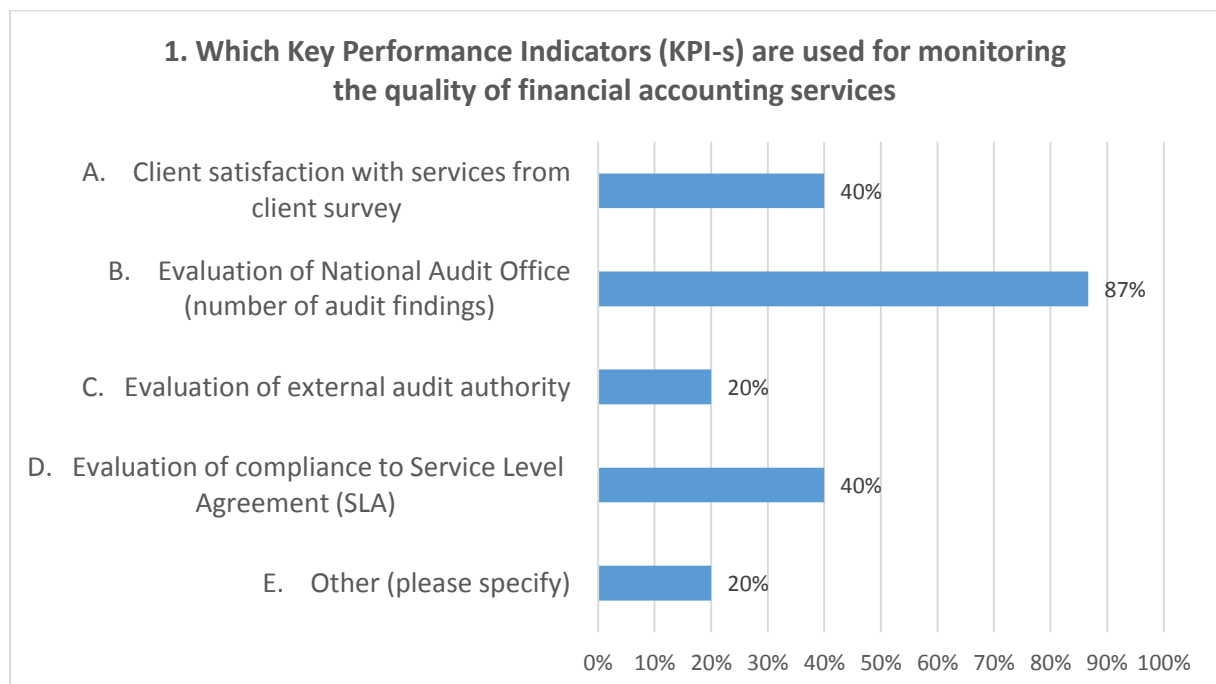 1. Which Key Performance Indicators (KPI-s) are used for monitoring
the quality of financial accounting services
A. Client satisfaction with services from
client survey
40%
B. Evaluation of National Audit Office
(number of audit findings)
87%
C. Evaluation of external audit authority
20%
D. Evaluation of compliance to Service Level
Agreement (SLA)
40%
E. Other (please specify)
20%
0% 10% 20% 30% 40% 50% 60% 70% 80% 90% 100%